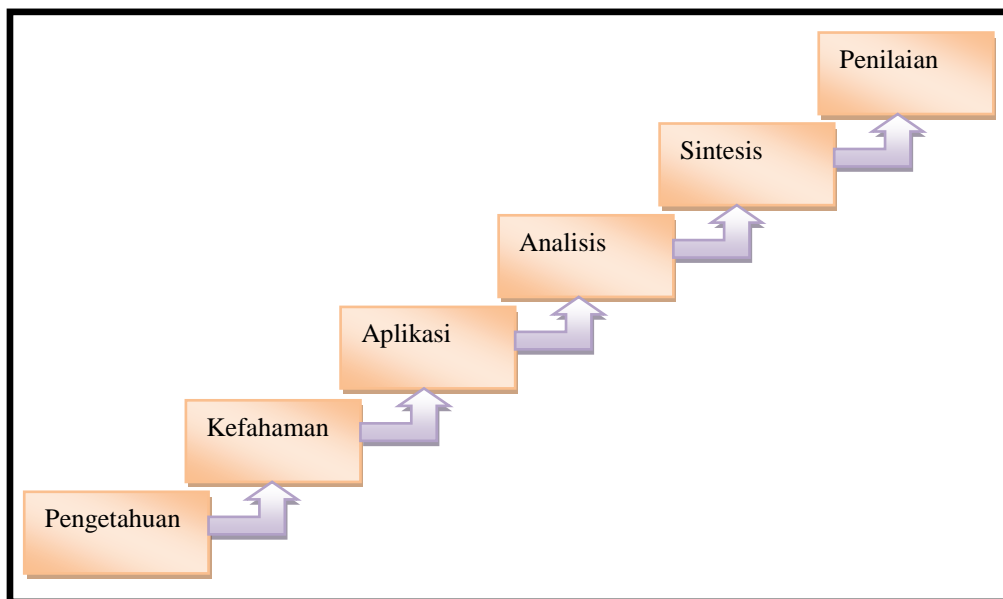 Penilaian
Sintesis
Analisis
Aplikasi
Kefahaman
Pengetahuan